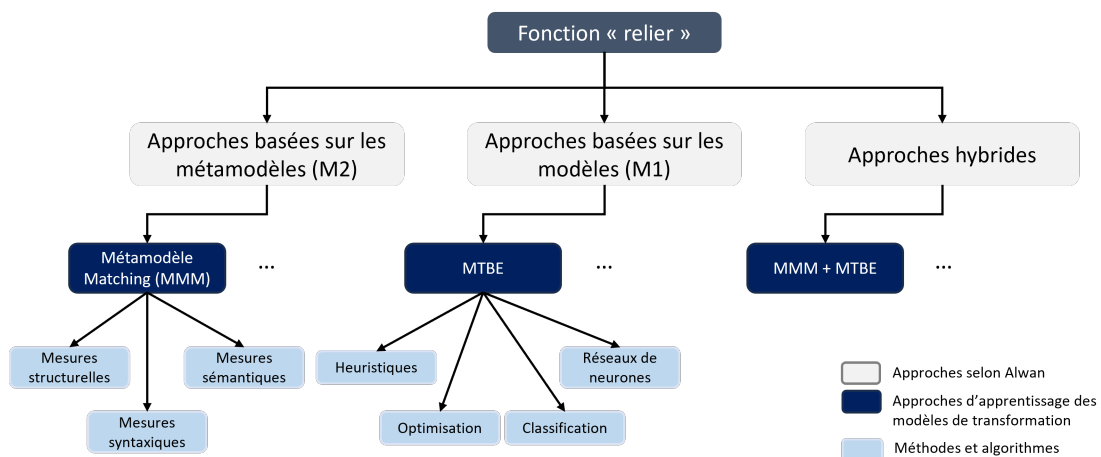 Fonction « relier »
Approches basées sur les
métamodèles (M2)
Approches basées sur les
modèles (M1)
Approches hybrides
Métamodèle
Matching (MMM)
...
MTBE
...
MMM + MTBE
...
Mesures
structurelles
Mesures
sémantiques
Mesures
syntaxiques
Heuristiques
Réseaux de
neurones
Optimisation
Classification
Approches selon Alwan
Approches d’apprentissage des
modèles de transformation
Méthodes et algorithmes